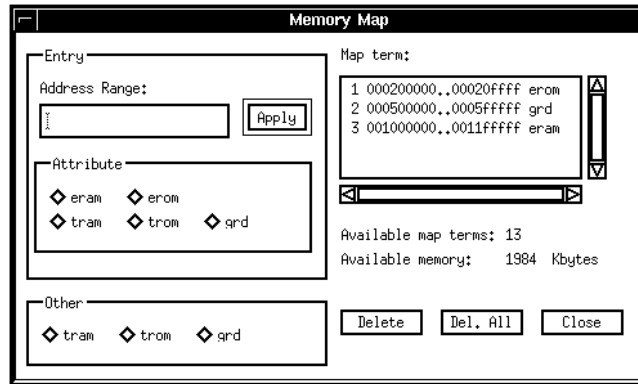 Memory Map
Entry
Address Range:
Apply
Attribute
eram erom
tram trom grd
Other
tram trom grd
Map term:
1 000200000..00020ffff erom
2 000500000..0005fffff grd
3 001000000..0011fffff eram
Available map terms: 13
Available memory: 1984 Kbytes
Delete Del. All Close